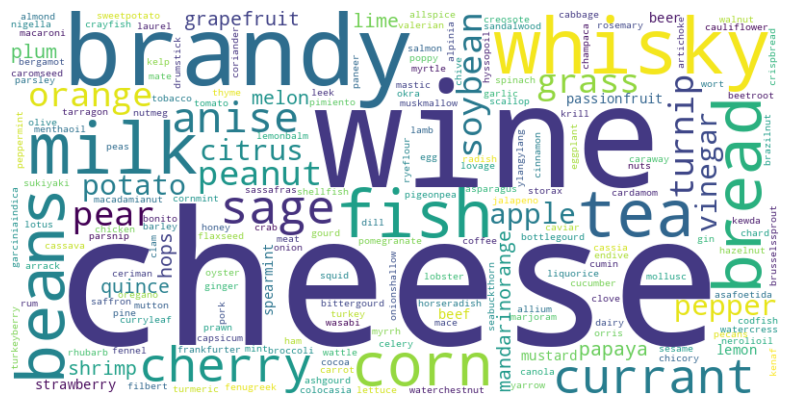 almond
sweetpotato
nigella
crayfish
laurel
macaroni
bergamot
kelp
caromseed
mate
parsley
drumstick
coriander
brandy
grapefruit
lime
allspice
valerian
salmon
poppy
alpinia
paneer
myrtle
chive
creosote
sandalwood
soybean
hyssopoil
beer
cabbage
rosemary
champaca
whisky
walnut
cauliflower
artichoke
crispbread
plum
orange
tobacco
thyme
tomato
leek
pimiento
melon
mastic
okra
muskmallow
garlic
scallop
spinach
grass
passionfruit
wort
beetroot
brazilnut
olive
tarragon
nutmeg
menthaoil
peppermint
peas
milk
anise
citrus
lemonbalm
peanut
wine
lamb
egg
ryeflour
radish
lovage
ylangylang
cinnamon
krill
eggplant
nuts
caraway
turnip
vinegar
bread
sukiyaki
potato
macadamianut
cornmint
sassafras
shellfish
pigeonpea
asparagus
storax
jalapeno
cardamom
lotus
cassava
garciniaindica
beans
pear
bonito
barley
chicken
parsnip
clam
hops
honey
flaxseed
crab
meat
onion
sage
gourd
dill
pomegranate
fish
coffee
caviar
apple
bottlegourd
tea
cassia
endive
gin
kewda
chard
hazelnut
brusselssprout
arrack
ceriman
rum
saffron
pine
oregano
mutton
curryleaf
quince
oyster
ginger
spearmint
pork
capsicum
prawn
cheese
squid
bittergourd
turkey
wasabi
onionshallow
lobster
horseradish
beef
mace
seabuckthorn
mandarinorange
liquorice
cumin
cucumber
clove
allium
marjoram
mollusc
dairy
orris
pepper
asafoetida
codfish
watercress
pecan
nerolioil
turkeyberry
rhubarb
fennel
shrimp
strawberry
filbert
cherry
frankfurter
mint
turmeric
fenugreek
broccoli
ham
wattle
cocoa
carrot
ashgourd
colocasia
myrrh
celery
lettuce
corn
waterchestnut
mustard
canola
yarrow
papaya
currant
sesame
chicory
lemon
kenaf